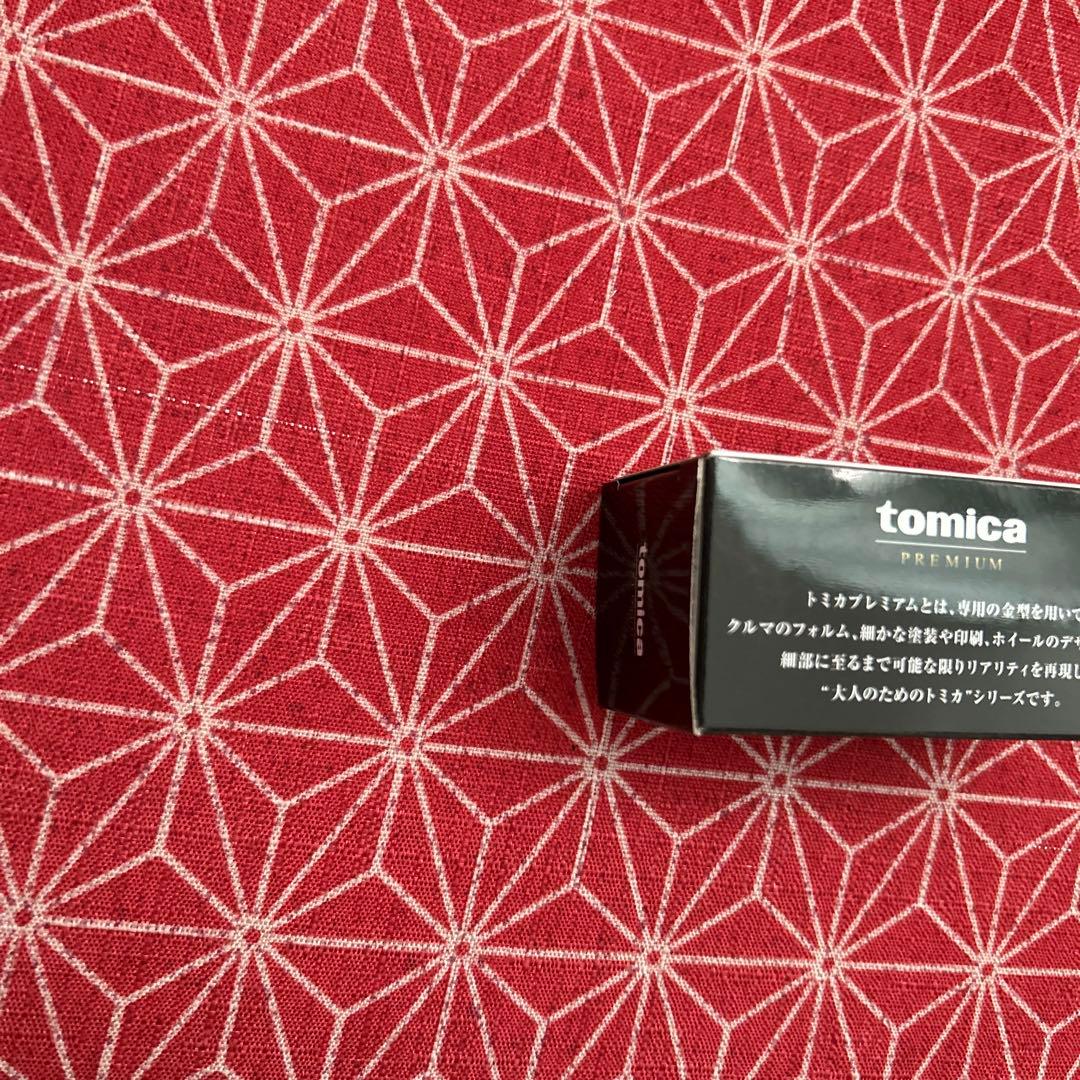 tomica
PREMIUM
トミカプレミアムとは、専用の金型を用いて
クルマのフォルム、細かな塗装や印刷、ホイールのデザ
細部に至るまで可能な限りリアリティを再現し
“大人のためのトミカ”シリーズです。
tomica